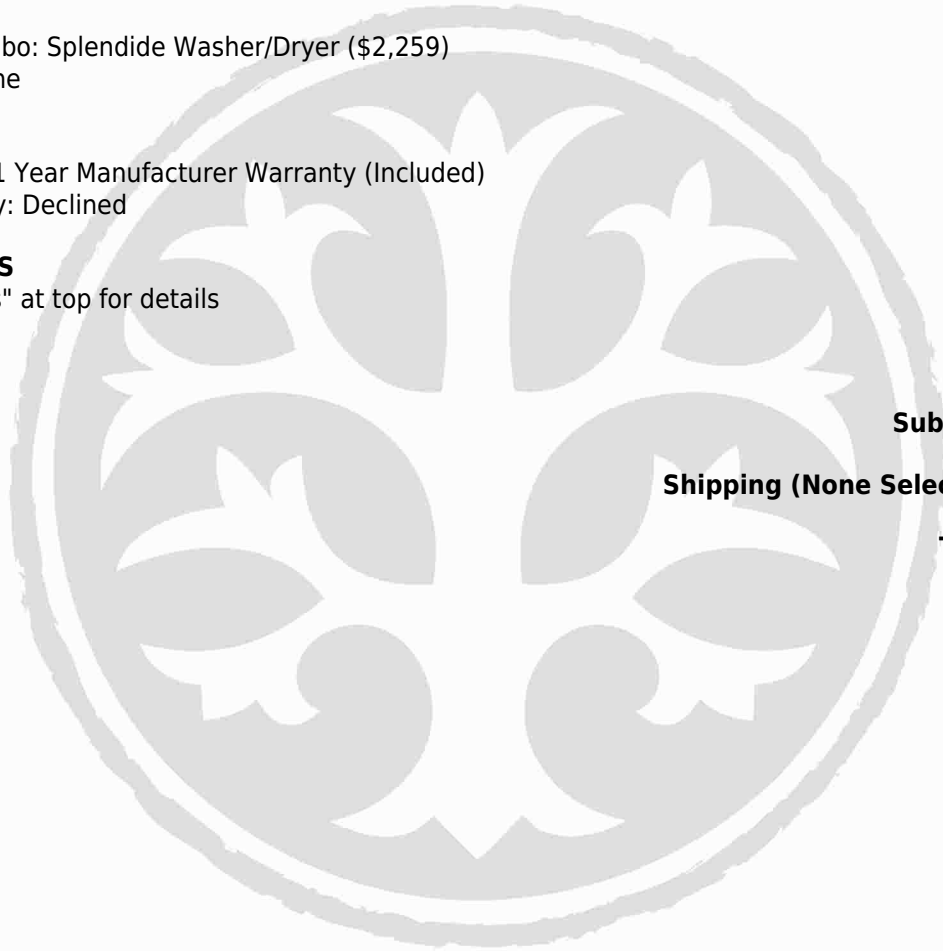 bo: Splendide Washer/Dryer ($2,259)
ne
1 Year Manufacturer Warranty (Included)
y: Declined
S
" at top for details
Sub
Shipping (None Selec